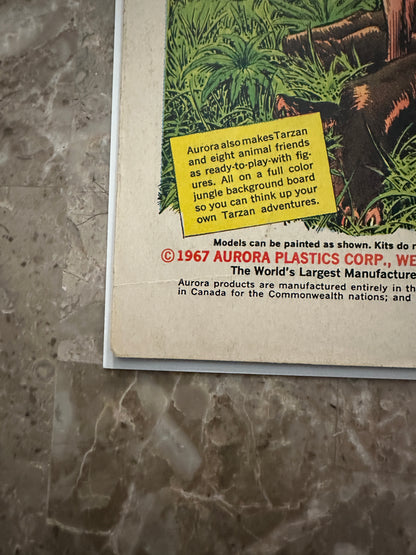 Aurora also makes Tarzan
and eight animal friends
as ready-to-play-with fig-
ures. All on a full color
jungle background board
so you can think up your
own Tarzan adventures.
Models can be painted as shown. Kits do
© 1967 AURORA PLASTICS CORP., WE
The World's Largest Manufacture
Aurora products are manufactured entirely in the
in Canada for the Commonwealth nations; and